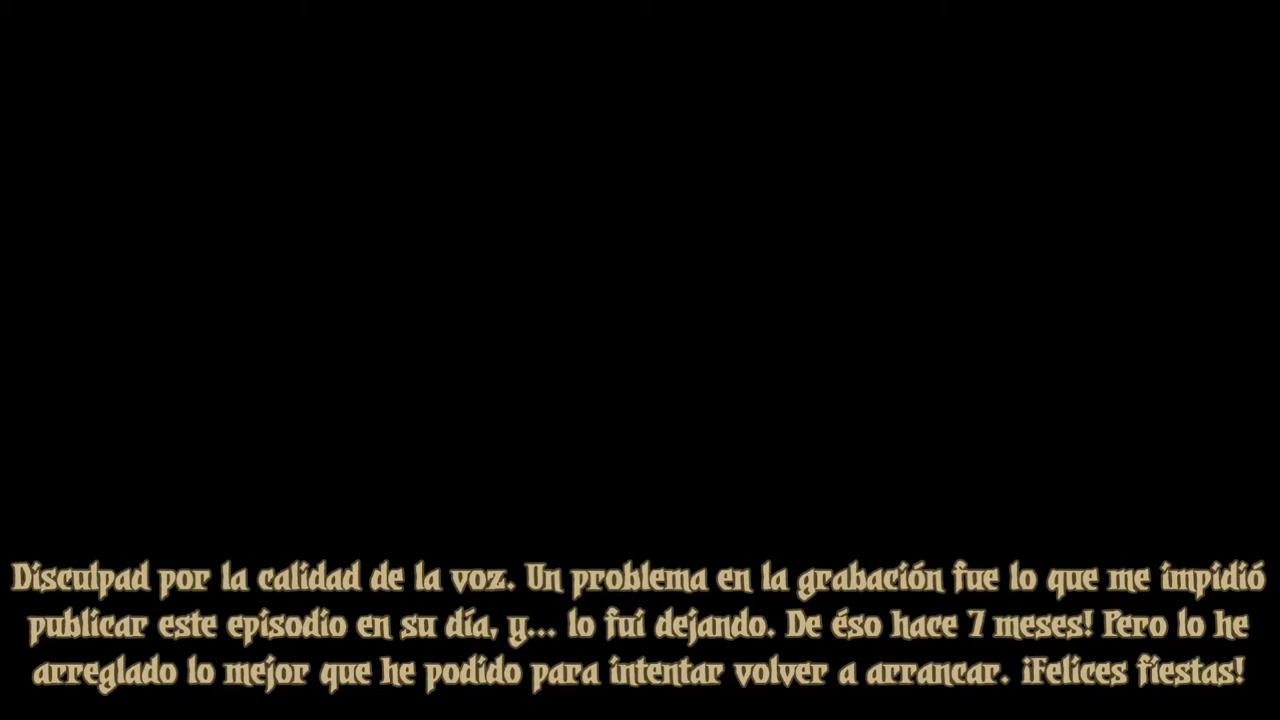 Disculpad por la calidad de la voz. Un problema en la grabación fue lo que me impidió
publicar este episodio en su día, y... lo fui dejando. De éso hace 7 meses! Pero lo he
arreglado lo mejor que he podido para intentar volver a arrancar. ¡Felices fiestas!